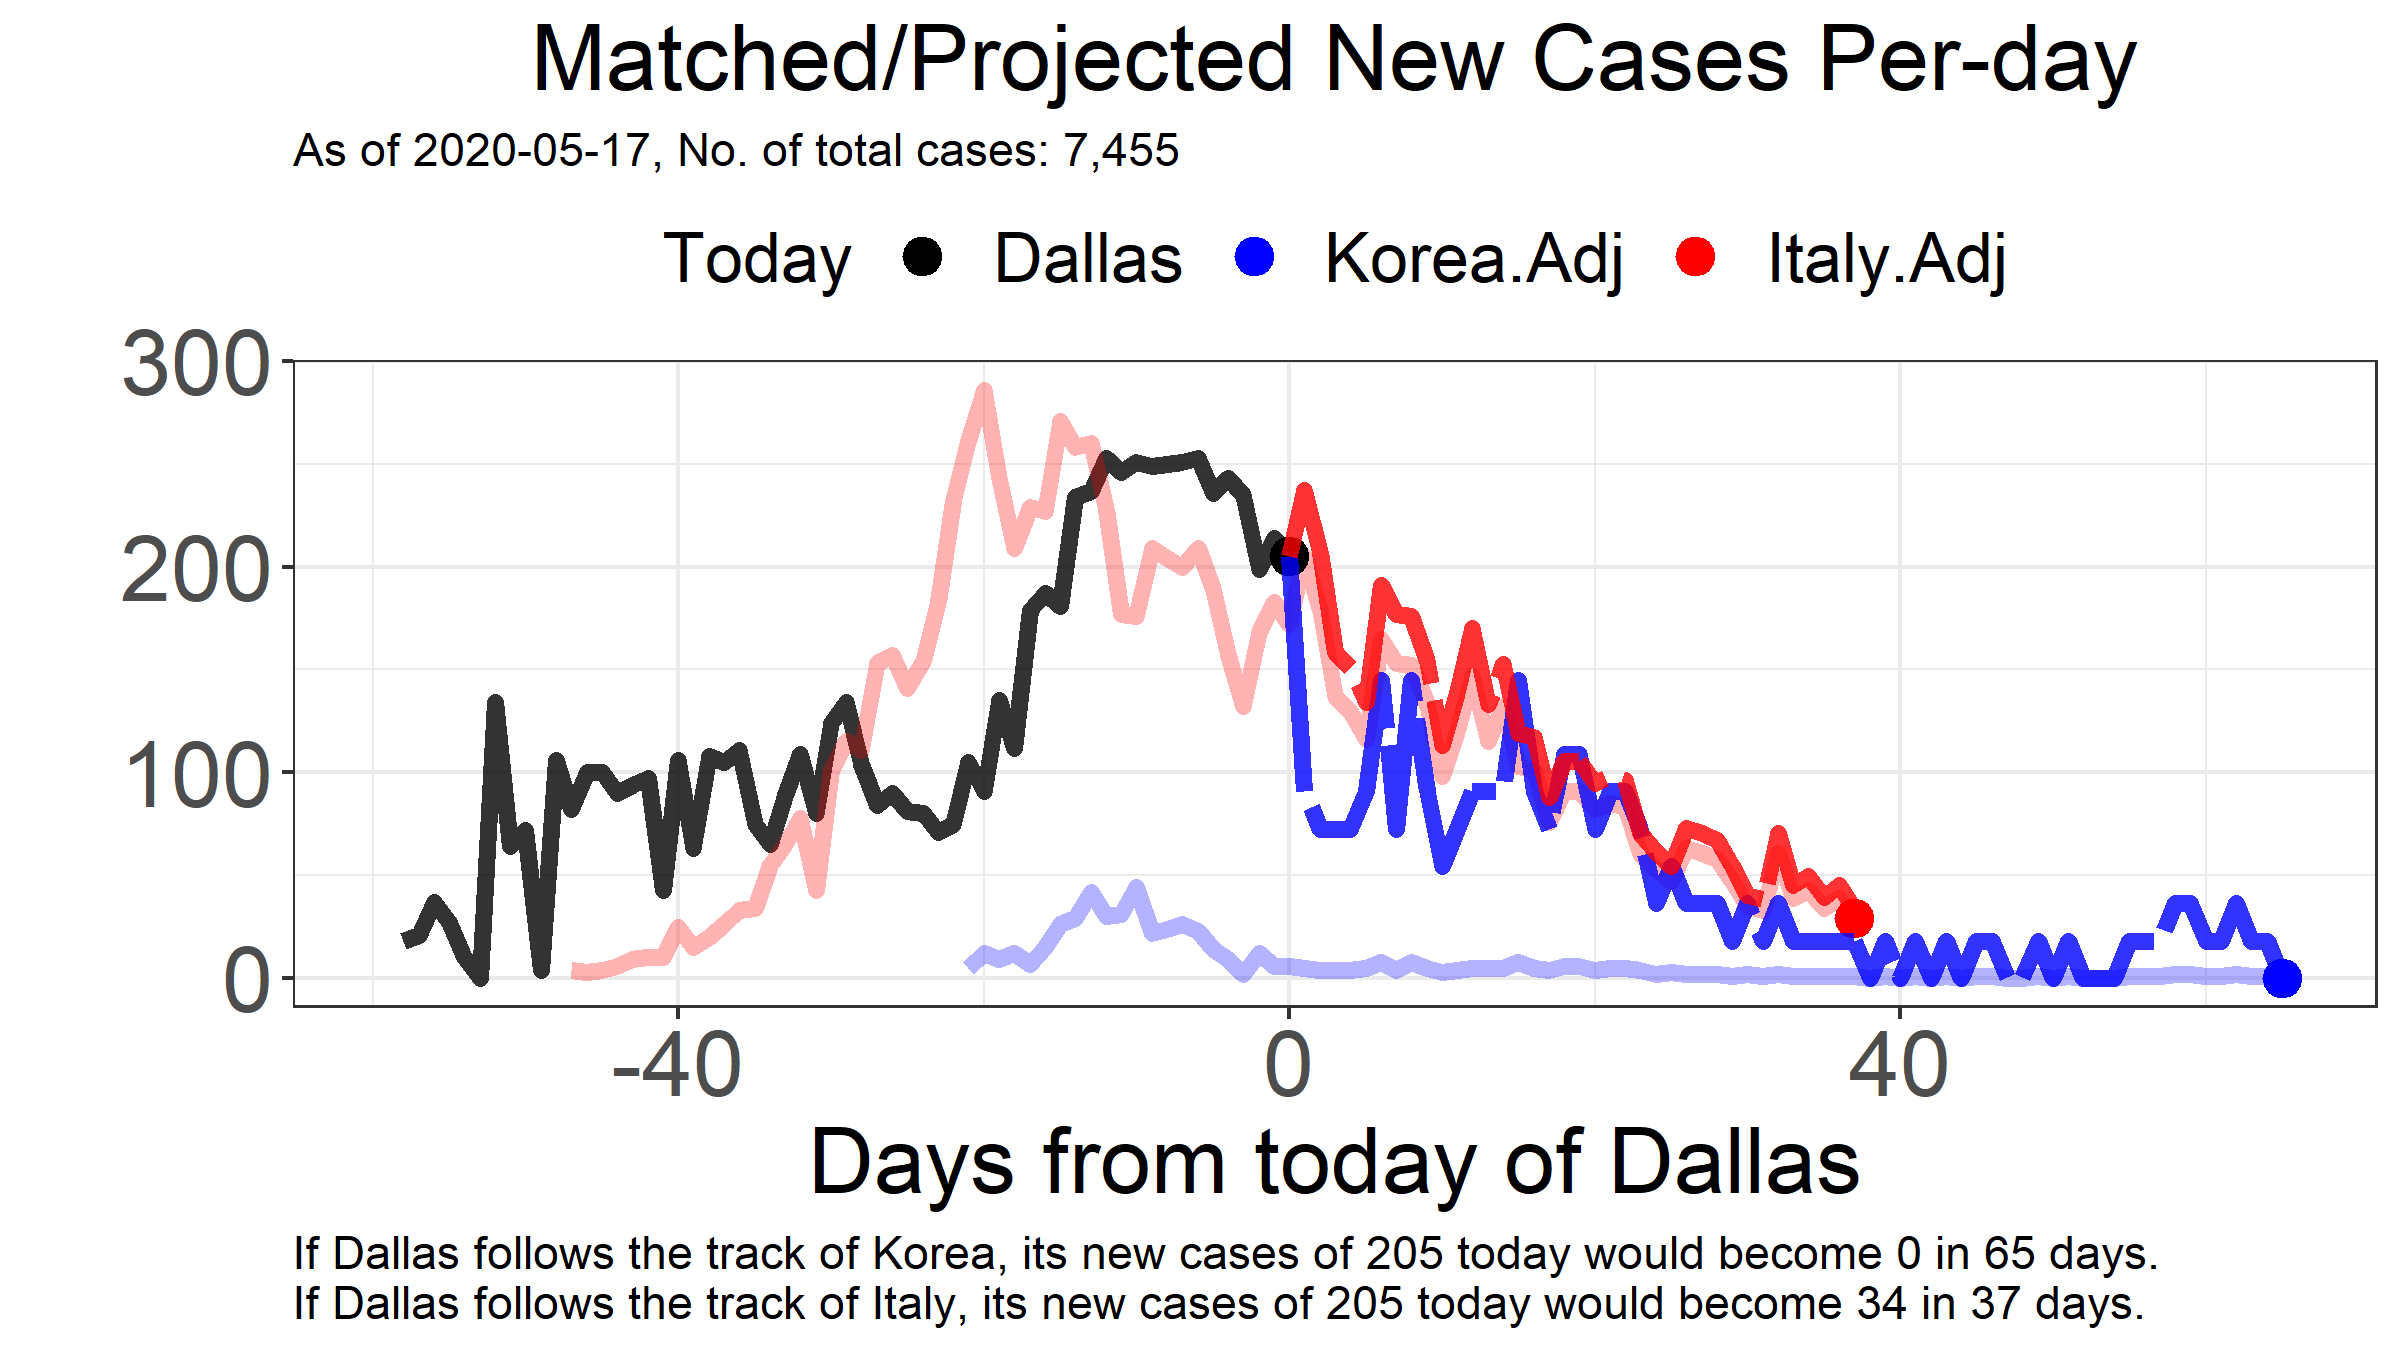 Matched/Projected New Cases Per-day
As of 2020-05-17, No. of total cases: 7,455
Today Dallas Korea.Adj Italy.Adj
300
200
100
0
-40 0 40
Days from today of Dallas
If Dallas follows the track of Korea, its new cases of 205 today would become 0 in 65 days.
If Dallas follows the track of Italy, its new cases of 205 today would become 34 in 37 days.